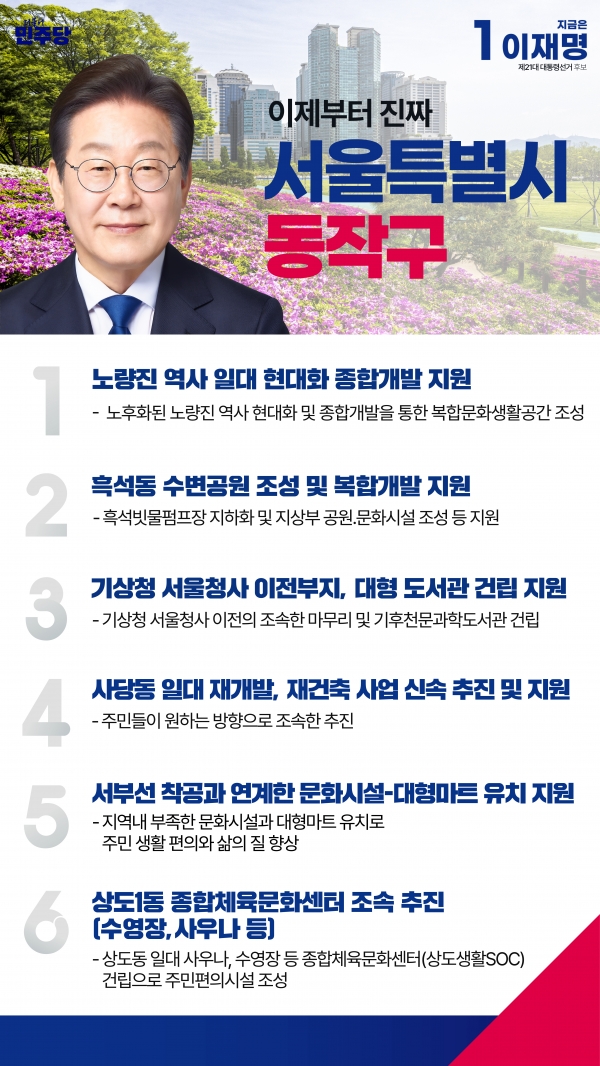 민주당
지금은
1 이재명
제21대 대통령선거 후보
이제부터 진짜
서울특별시
동작구
1
노량진 역사 일대 현대화 종합개발 지원
- 노후화된 노량진 역사 현대화 및 종합개발을 통한 복합문화생활공간 조성
2
흑석동 수변공원 조성 및 복합개발 지원
- 흑석빗물펌프장 지하화 및 지상부 공원.문화시설 조성 등 지원
3
기상청 서울청사 이전부지, 대형 도서관 건립 지원
- 기상청 서울청사 이전의 조속한 마무리 및 기후천문과학도서관 건립
4
사당동 일대 재개발, 재건축 사업 신속 추진 및 지원
- 주민들이 원하는 방향으로 조속한 추진
5
서부선 착공과 연계한 문화시설-대형마트 유치 지원
- 지역내 부족한 문화시설과 대형마트 유치로
주민 생활 편의와 삶의 질 향상
6
상도1동 종합체육문화센터 조속 추진
(수영장, 사우나 등)
- 상도동 일대 사우나, 수영장 등 종합체육문화센터(상도생활SOC)
건립으로 주민편의시설 조성